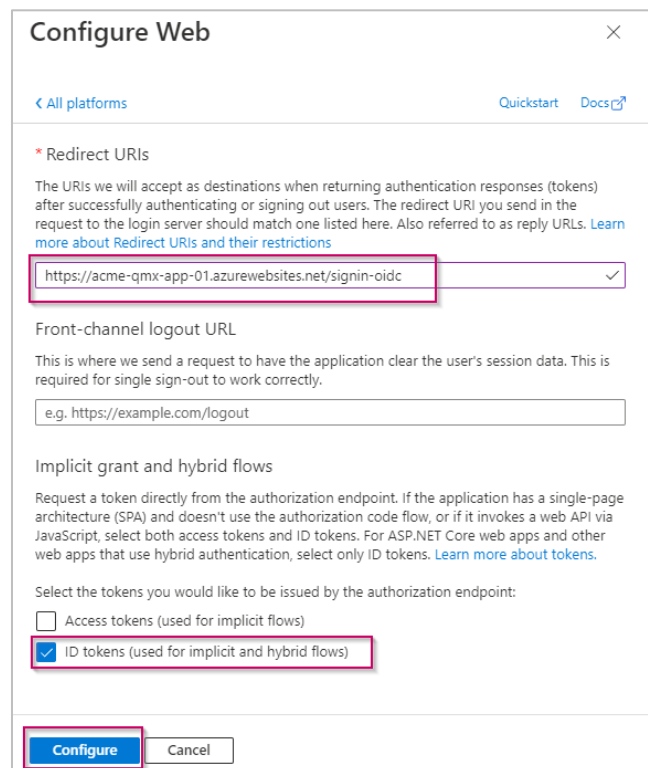 Configure Web
All platforms
Quickstart Docs
* Redirect URIs
The URIs we will accept as destinations when returning authentication responses (tokens)
after successfully authenticating or signing out users. The redirect URI you send in the
request to the login server should match one listed here. Also referred to as reply URLs. Learn
more about Redirect URIs and their restrictions
https://acme-qmx-app-01.azurewebsites.net/signin-oidc
Front-channel logout URL
This is where we send a request to have the application clear the user's session data. This is
required for single sign-out to work correctly.
e.g. https://example.com/logout
Implicit grant and hybrid flows
Request a token directly from the authorization endpoint. If the application has a single-page
architecture (SPA) and doesn't use the authorization code flow, or if it invokes a web API via
JavaScript, select both access tokens and ID tokens. For ASP.NET Core web apps and other
web apps that use hybrid authentication, select only ID tokens. Learn more about tokens.
Select the tokens you would like to be issued by the authorization endpoint:
Access tokens (used for implicit flows)
ID tokens (used for implicit and hybrid flows)
Configure Cancel